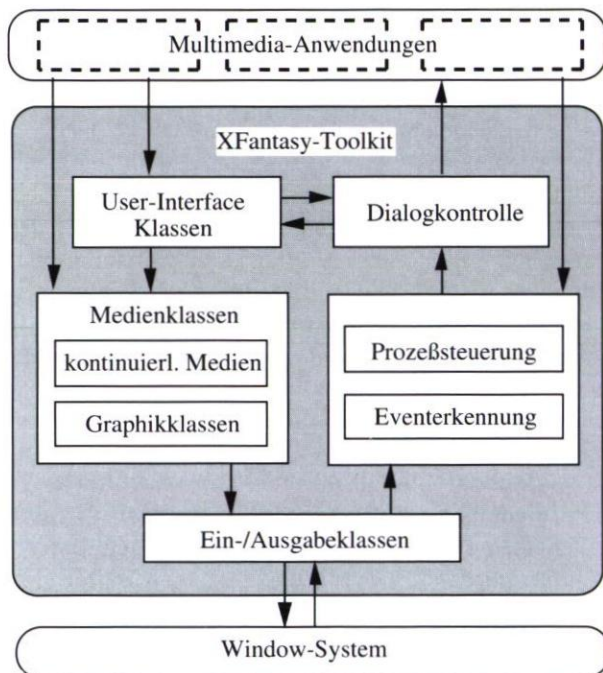 Multimedia-Anwendungen
XFantasy-Toolkit
User-Interface
Klassen
Dialogkontrolle
Medienklassen
kontinuierl. Medien
Graphikklassen
Prozeßsteuerung
Eventerkennung
Ein-/Ausgabeklassen
Window-System